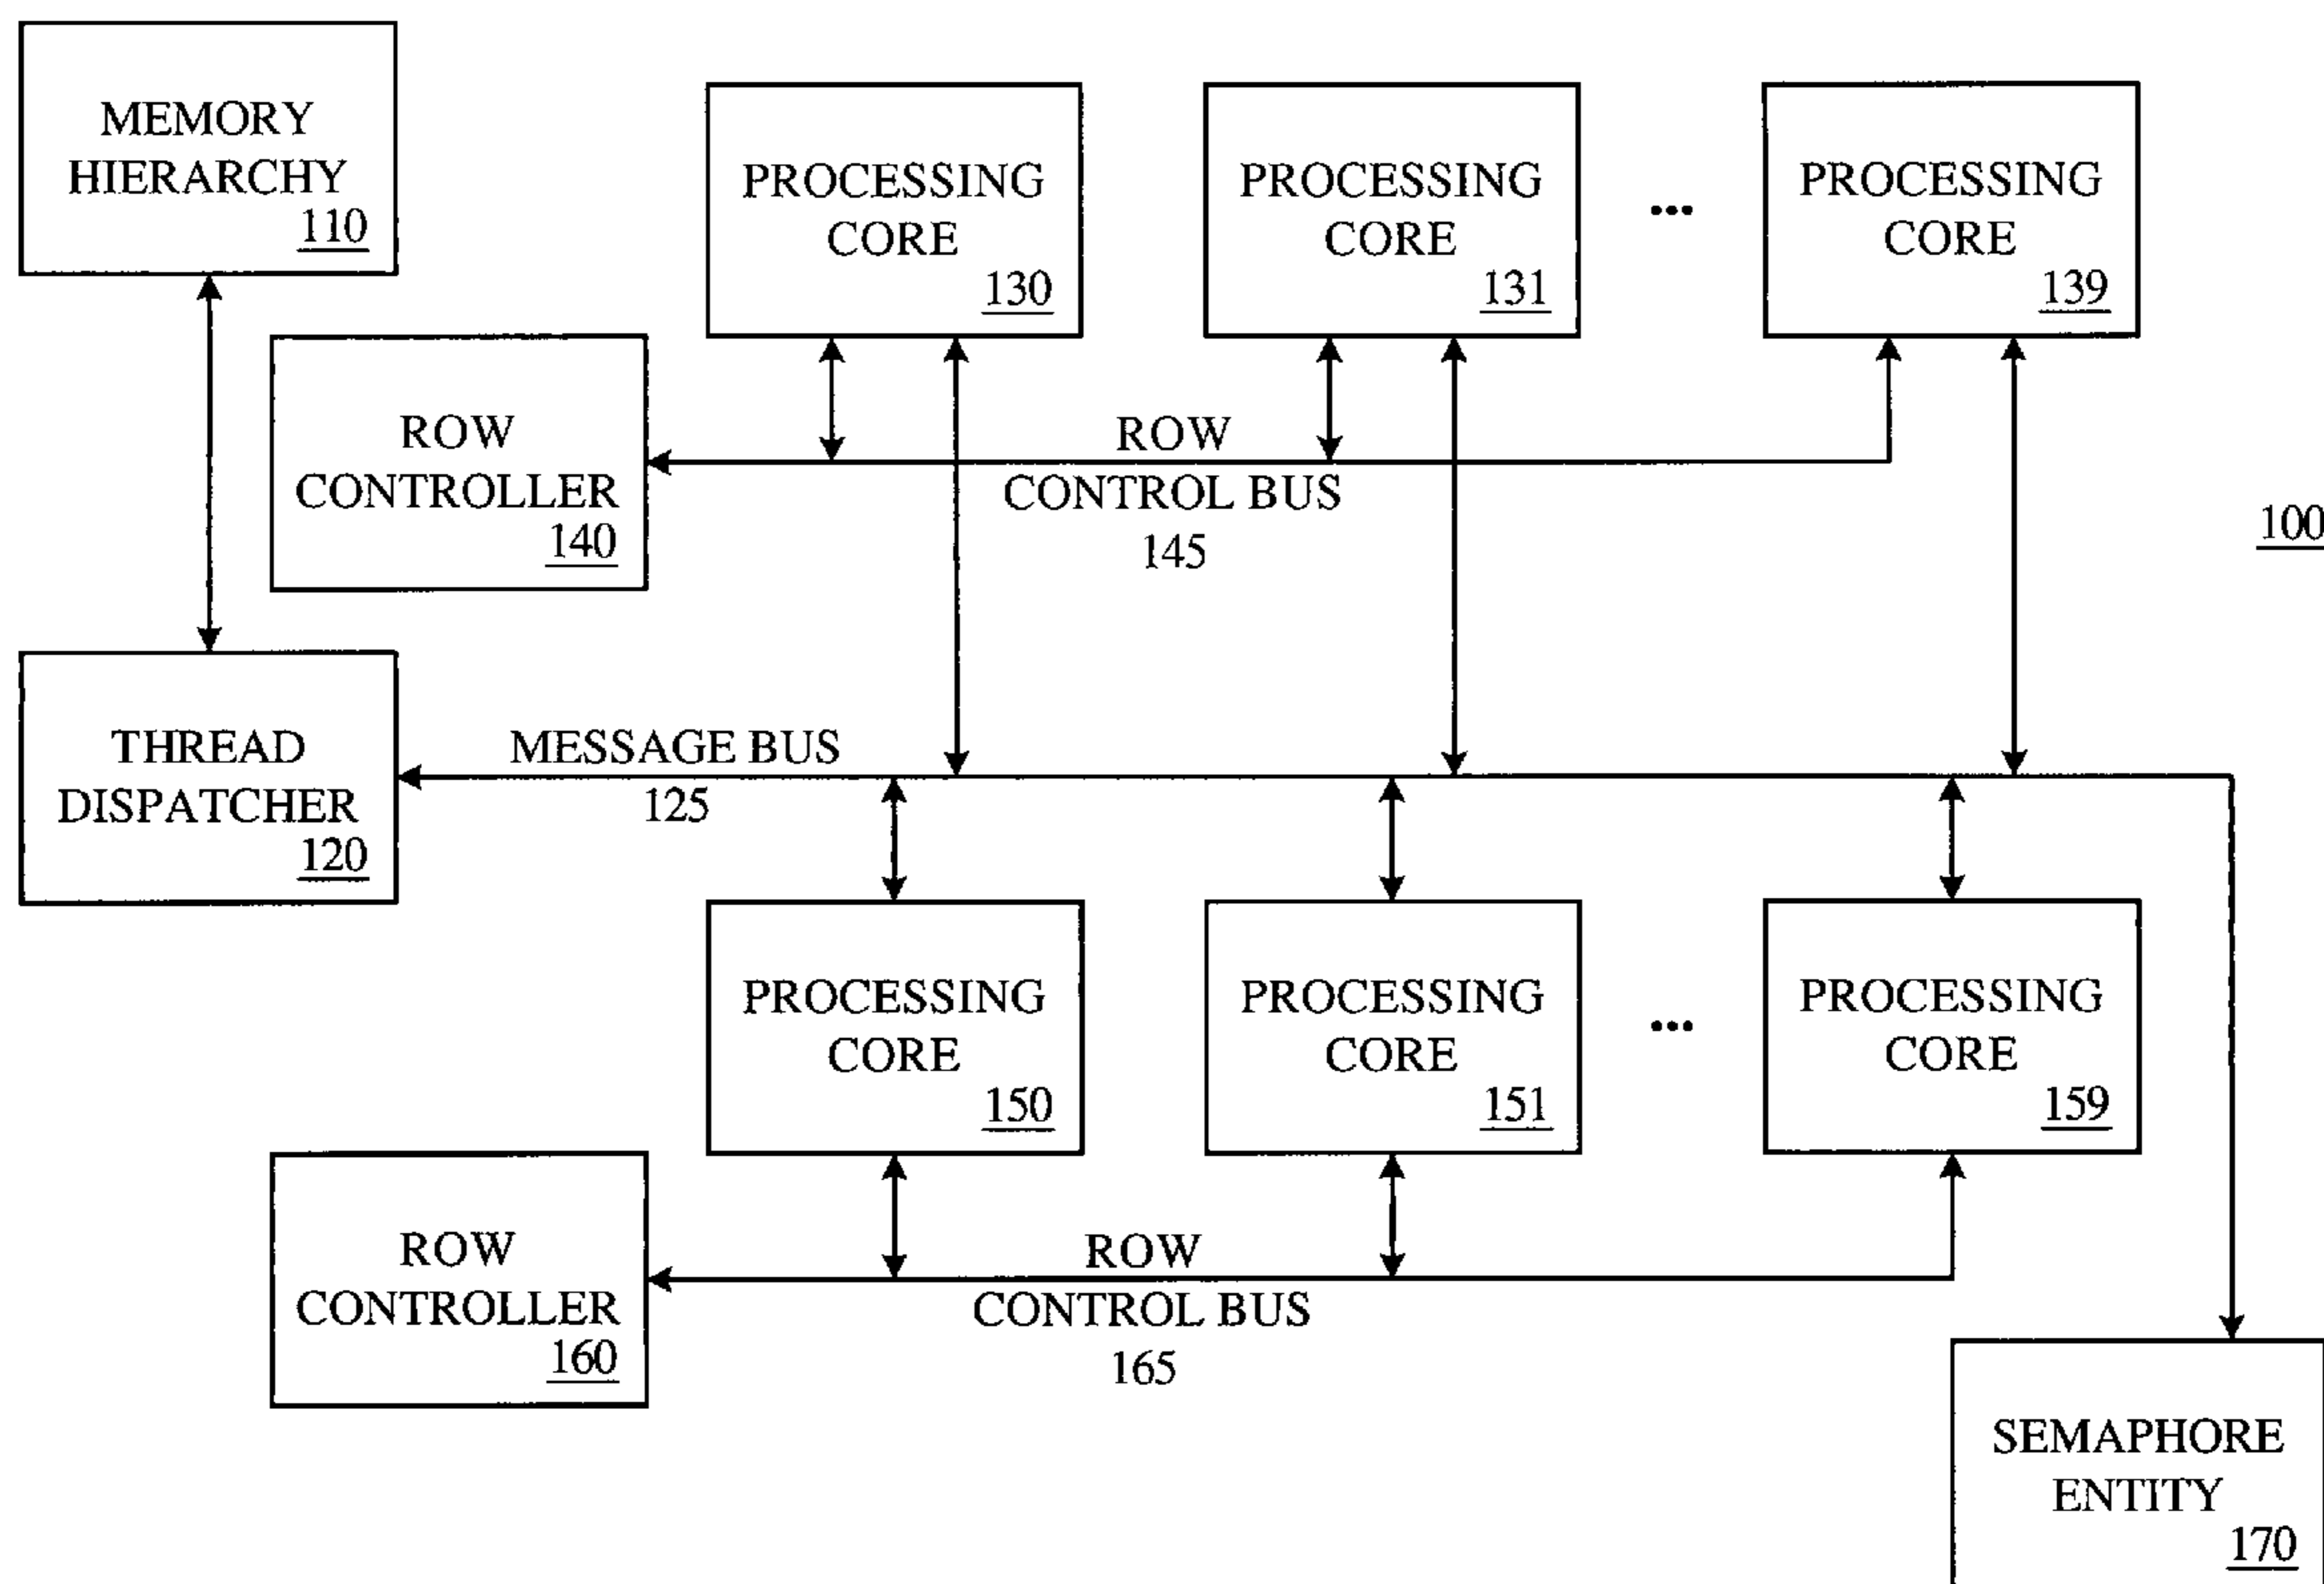 MEMORY
HIERARCHY
110
PROCESSING
CORE
130
PROCESSING
CORE
131
...
PROCESSING
CORE
139
ROW
CONTROLLER
140
ROW
CONTROL BUS
145
100
THREAD
DISPATCHER
120
MESSAGE BUS
125
PROCESSING
CORE
150
PROCESSING
CORE
151
...
PROCESSING
CORE
159
ROW
CONTROLLER
160
ROW
CONTROL BUS
165
SEMAPHORE
ENTITY
170